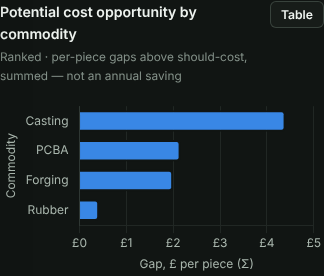 Potential cost opportunity by
commodity
Table
Ranked · per-piece gaps above should-cost,
summed — not an annual saving
Commodity
Casting
PCBA
Forging
Rubber
£0 £1 £2 £3 £4 £5
Gap, £ per piece (Σ)